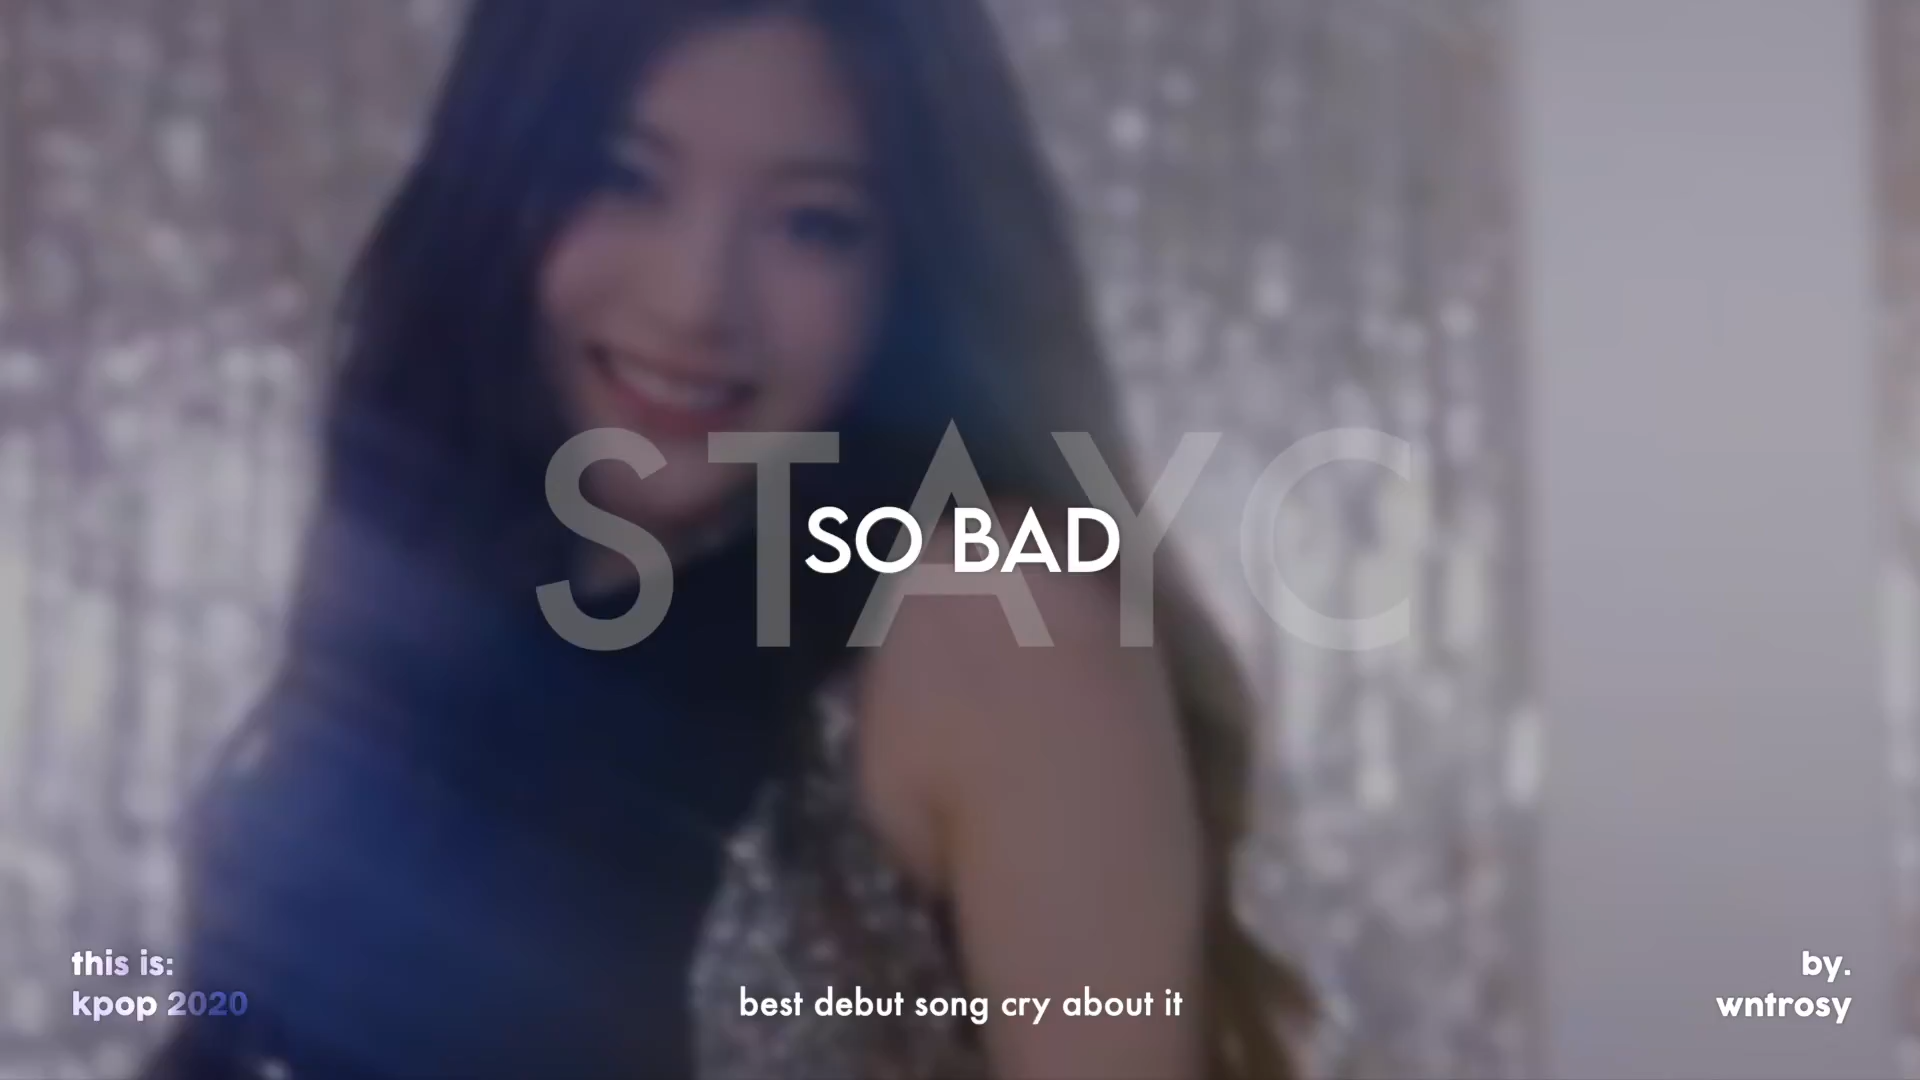 STAYC
SO BAD
this is:
kpop 2020
best debut song cry about it
by.
wntrosy